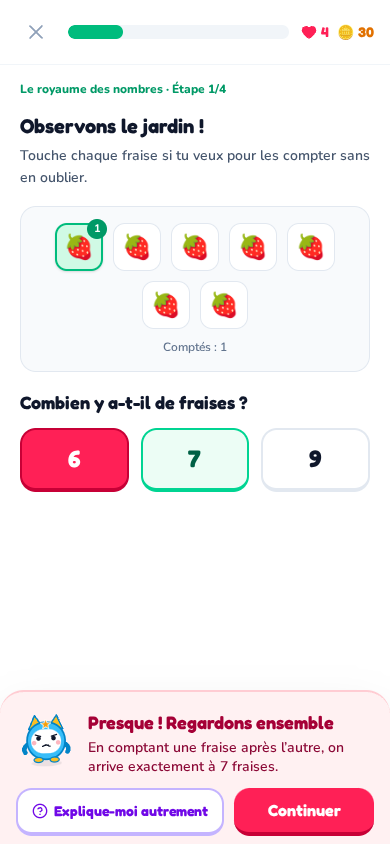 4 30
Le royaume des nombres · Étape 1/4
Observons le jardin !
Touche chaque fraise si tu veux pour les compter sans
en oublier.
1
Comptés : 1
Combien y a-t-il de fraises ?
6 7 9
Presque ! Regardons ensemble
En comptant une fraise après l’autre, on
arrive exactement à 7 fraises.
Explique-moi autrement Continuer